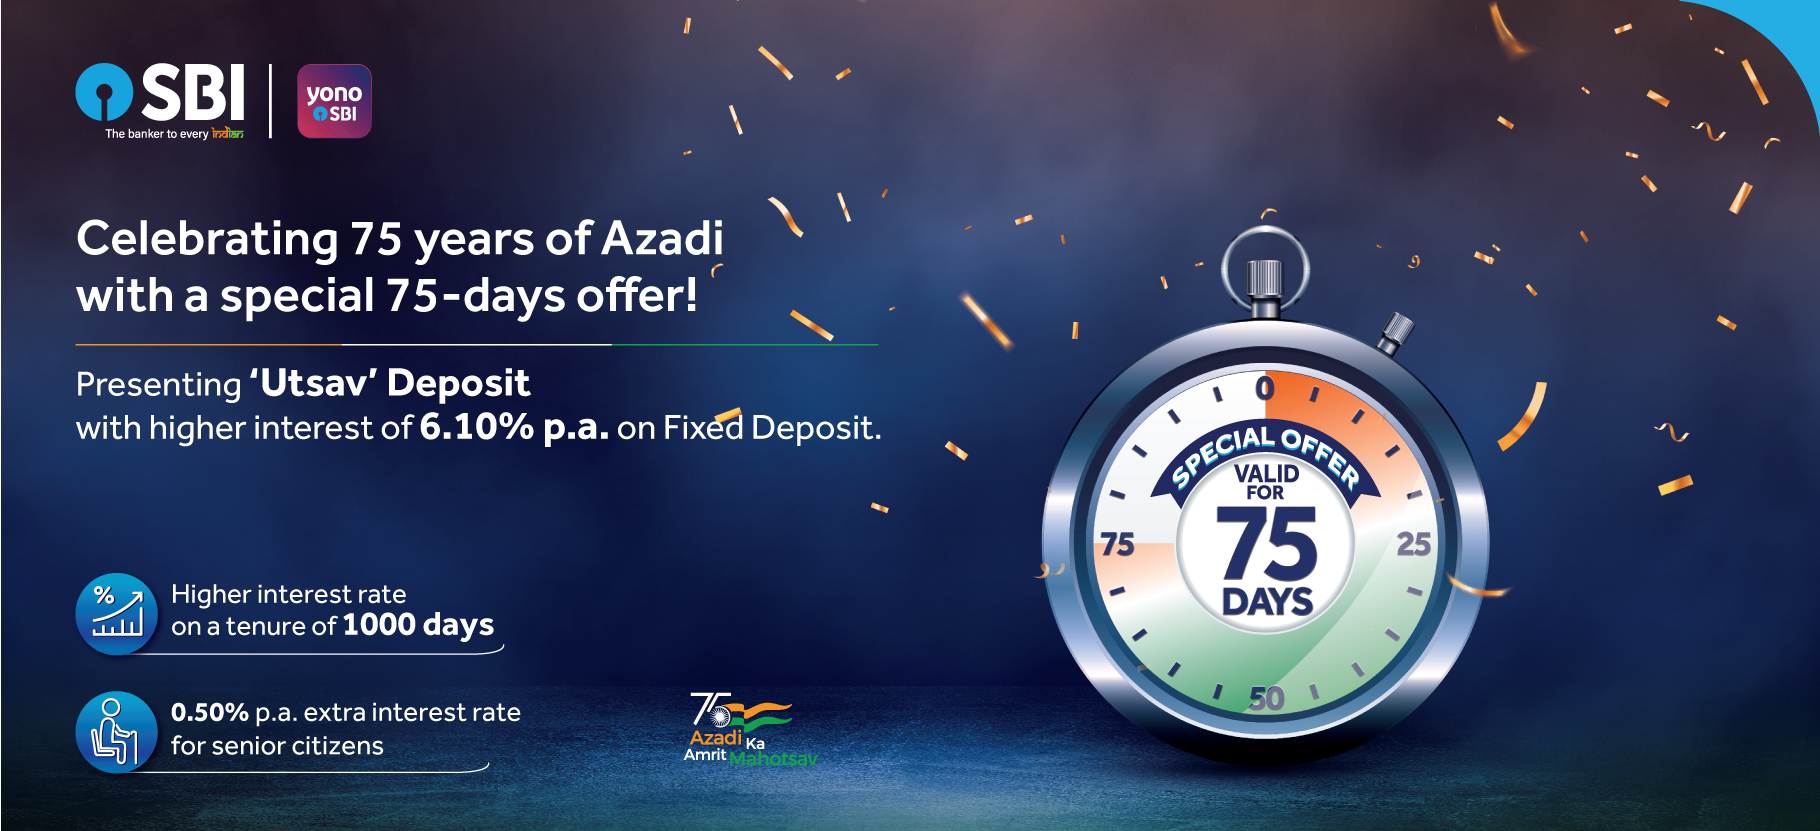 SBI
The banker to every indian
yono
SBI
Celebrating 75 years of Azadi
with a special 75-days offer!
Presenting ‘Utsav’ Deposit
with higher interest of 6.10% p.a. on Fixed Deposit.
%
Higher interest rate
on a tenure of 1000 days
0.50% p.a. extra interest rate
for senior citizens
75
Azadi Ka
Amrit Mahotsav
0
25
50
75
SPECIAL OFFER
VALID
FOR
75
DAYS